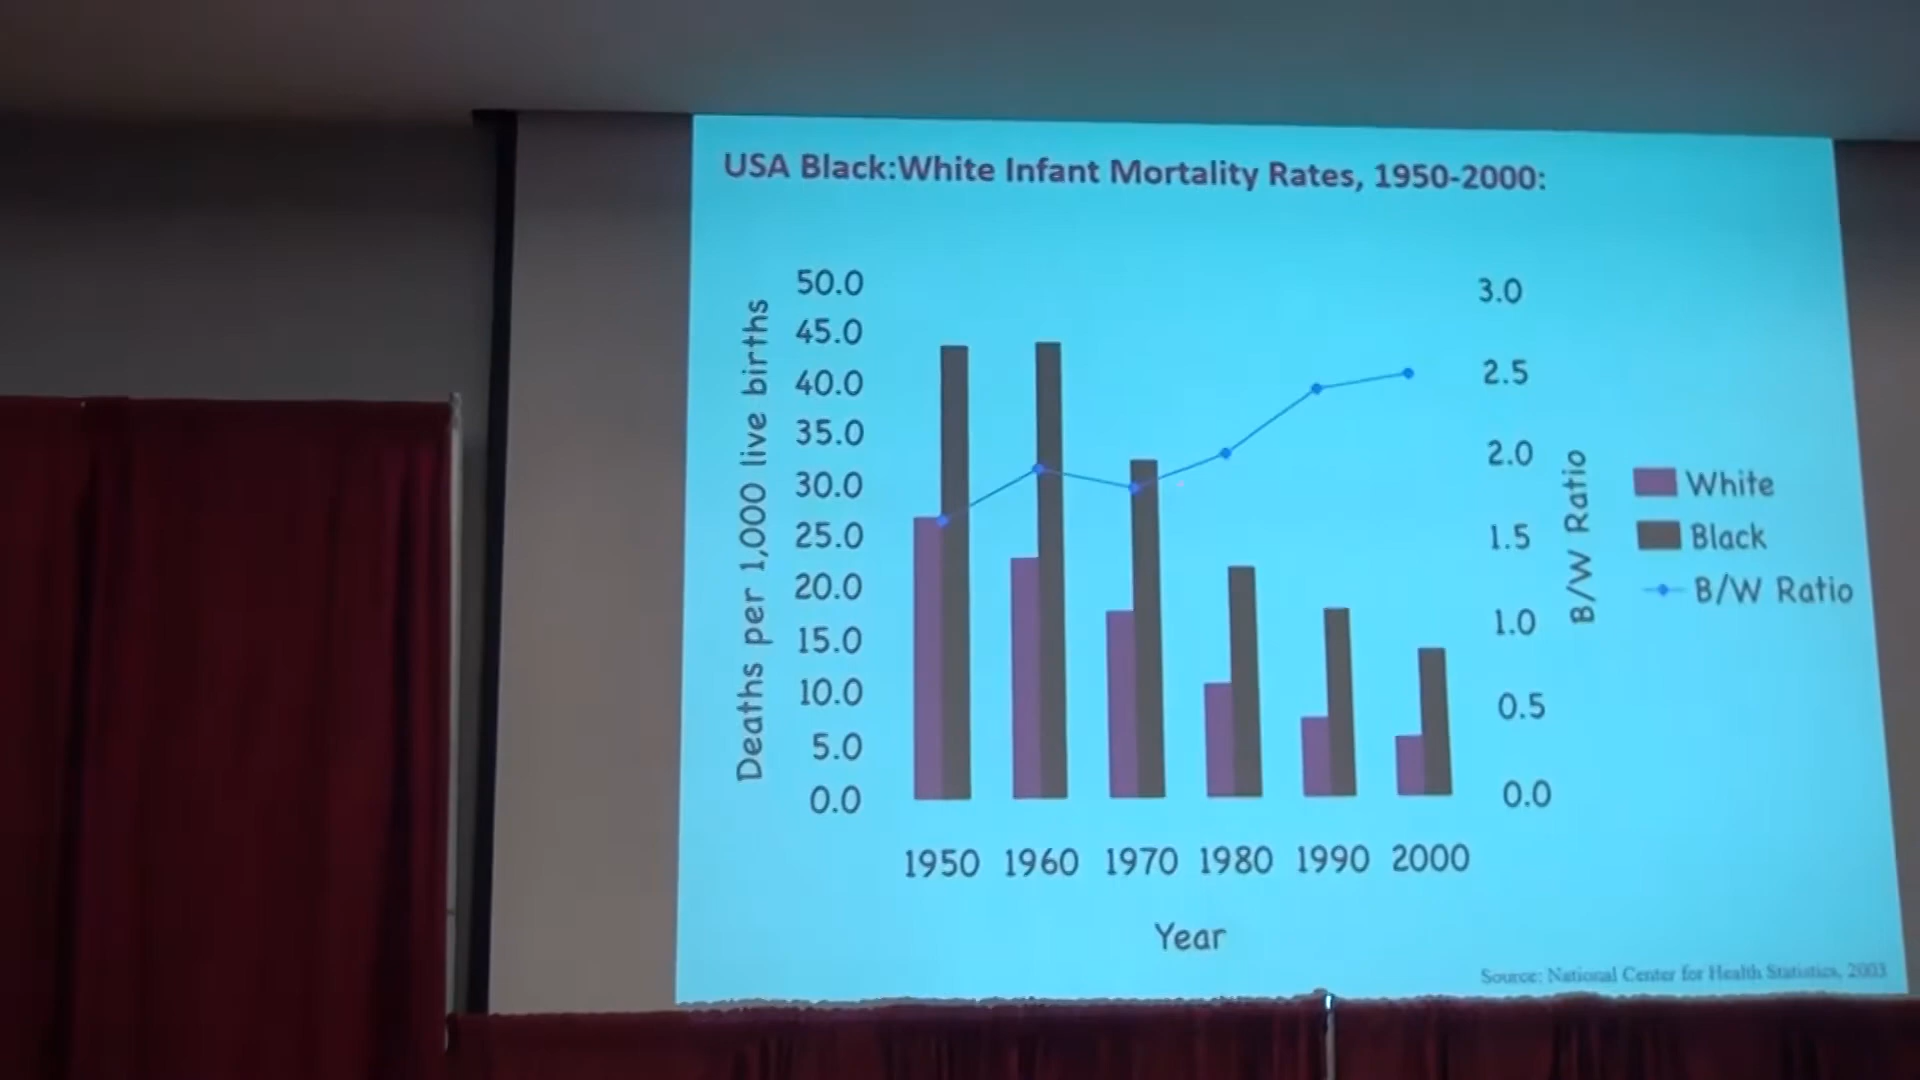 USA Black:White Infant Mortality Rates, 1950-2000:
Deaths per 1,000 live births
50.0
45.0
40.0
35.0
30.0
25.0
20.0
15.0
10.0
5.0
0.0
3.0
2.5
2.0
1.5
1.0
0.5
0.0
B/W Ratio
White
Black
B/W Ratio
1950 1960 1970 1980 1990 2000
Year
Source: National Center for Health Statistics, 2003